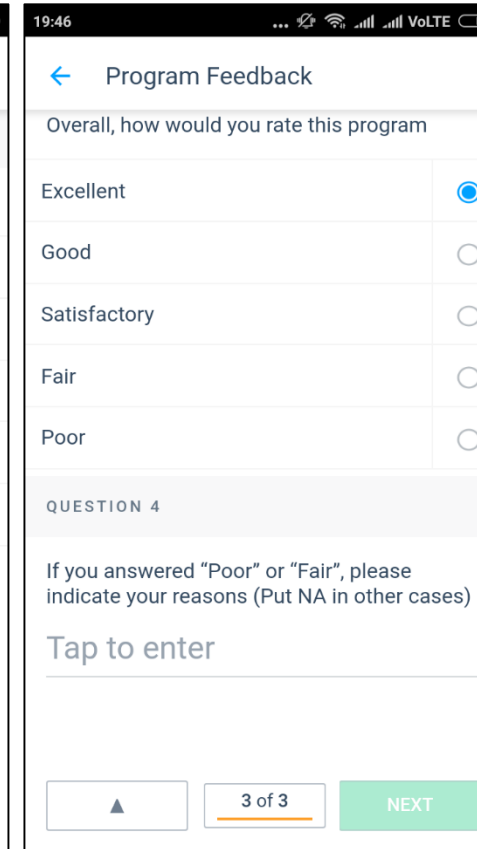 19:46 ... VoLTE
Program Feedback
Overall, how would you rate this program
Excellent
Good
Satisfactory
Fair
Poor
QUESTION 4
If you answered “Poor” or “Fair”, please
indicate your reasons (Put NA in other cases)
Tap to enter
3 of 3
NEXT